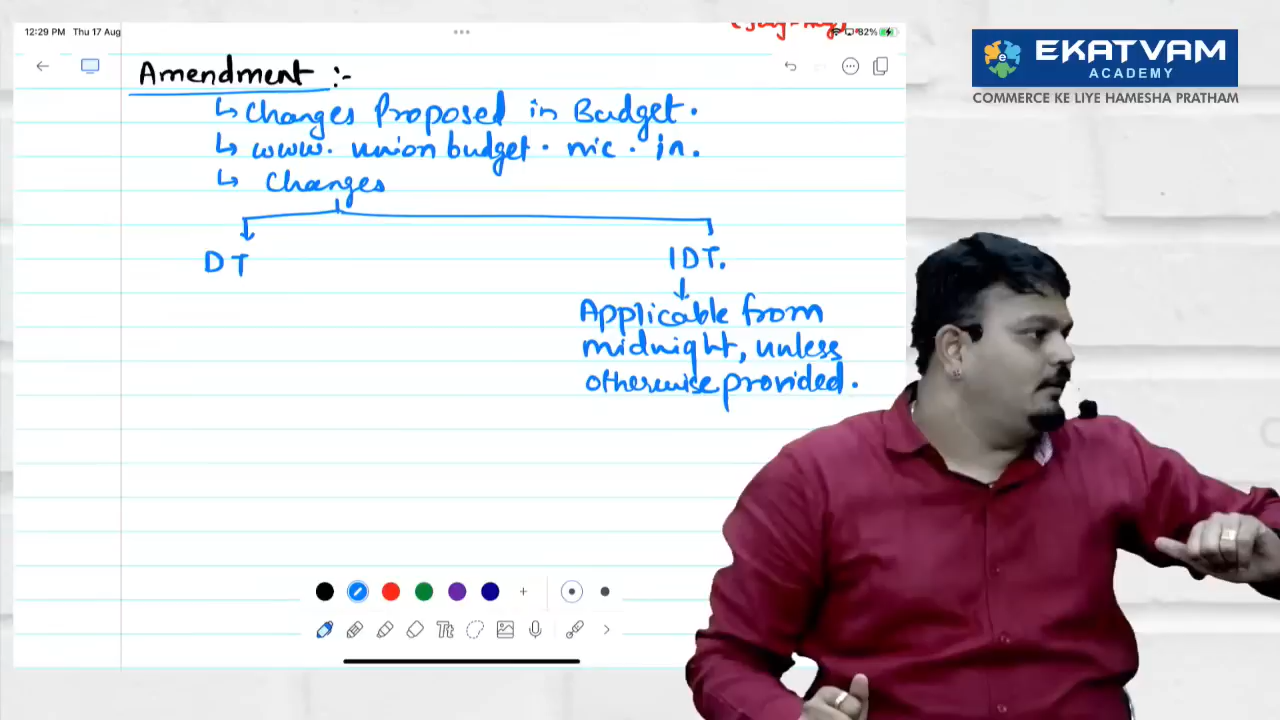 12:29 PM Thu 17 Aug
82%
Amendment :-
↳ Changes Proposed in Budget.
↳ www. union budget . nic . in.
↳ Changes
DT
IDT.
Applicable from
midnight, unless
otherwise provided.
Tt
EKATVAM
ACADEMY
COMMERCE KE LIYE HAMESHA PRATHAM